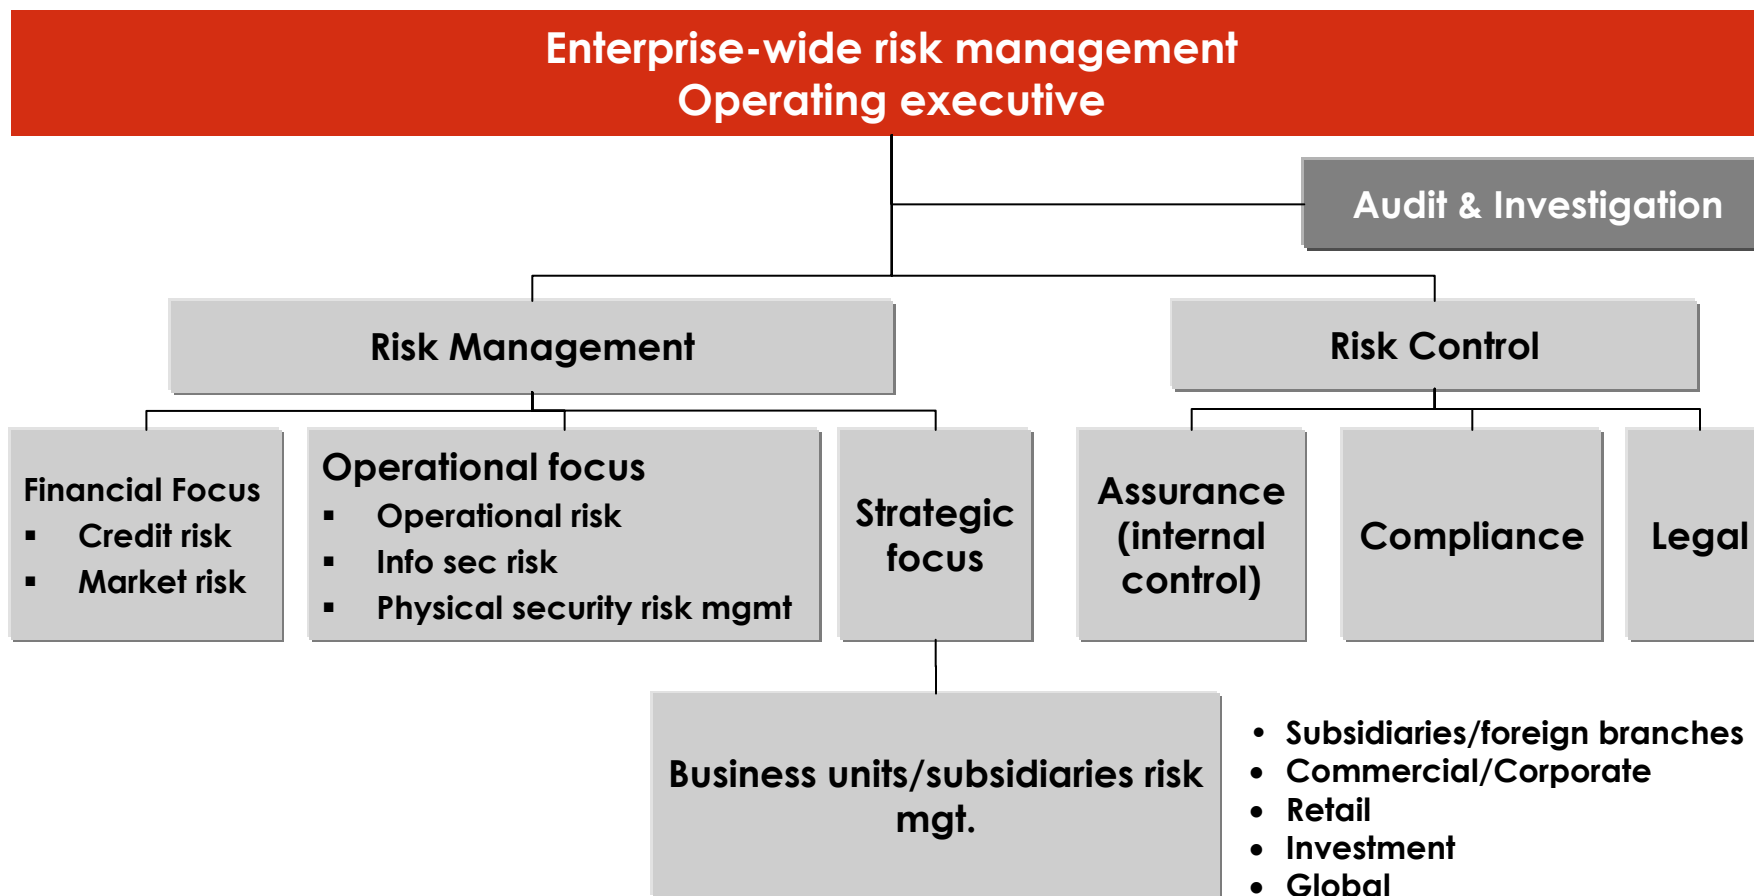 Enterprise-wide risk management
Operating executive
Audit & Investigation
Risk Management
Risk Control
Financial Focus
▪ Credit risk
▪ Market risk
Operational focus
▪ Operational risk
▪ Info sec risk
▪ Physical security risk mgmt
Strategic
focus
Assurance
(internal
control)
Compliance
Legal
Business units/subsidiaries risk
mgt.
• Subsidiaries/foreign branches
• Commercial/Corporate
• Retail
• Investment
• Global